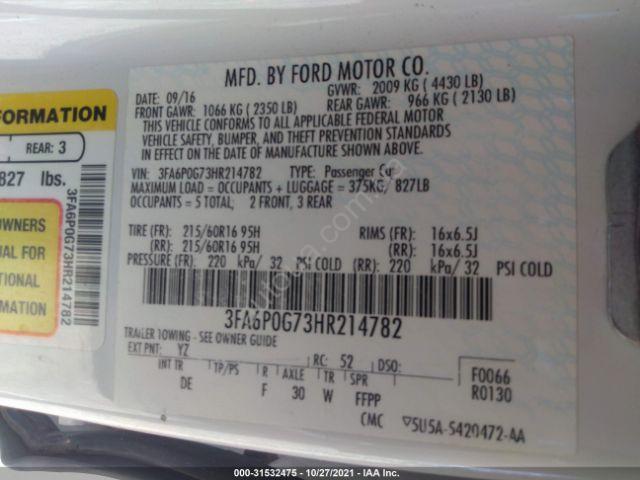 MFD. BY FORD MOTOR CO.
DATE: 09/16 GVWR: 2009 KG (4430 LB)
FRONT GAWR: 1066 KG (2350 LB) REAR GAWR: 966 KG (2130 LB)
THIS VEHICLE CONFORMS TO ALL APPLICABLE FEDERAL MOTOR
VEHICLE SAFETY, BUMPER, AND THEFT PREVENTION STANDARDS
IN EFFECT ON THE DATE OF MANUFACTURE SHOWN ABOVE.
VIN: 3FA6P0G73HR214782 TYPE: Passenger Car
MAXIMUM LOAD = OCCUPANTS + LUGGAGE = 375KG/ 827LB
OCCUPANTS = 5 TOTAL; 2 FRONT, 3 REAR
TIRE (FR): 215/60R16 95H RIMS (FR): 16x6.5J
(RR): 215/60R16 95H (RR): 16x6.5J
PRESSURE (FR): 220 kPa/ 32 PSI COLD (RR): 220 kPa/ 32 PSI COLD
3FA6P0G73HR214782
TRAILER TOWING - SEE OWNER GUIDE
EXT PNT: YZ RC: 52 DSO:
INT TR TP/PS R AXLE TR SPR
DE F 30 W FFPP
F0066
R0130
CMC 5U5A-5420472-AA
FORMATION
REAR: 3
827 lbs.
OWNERS
UAL FOR
TIONAL
RMATION
3FA6P0G73HR214782
000-31532475 - 10/27/2021 - IAA Inc.